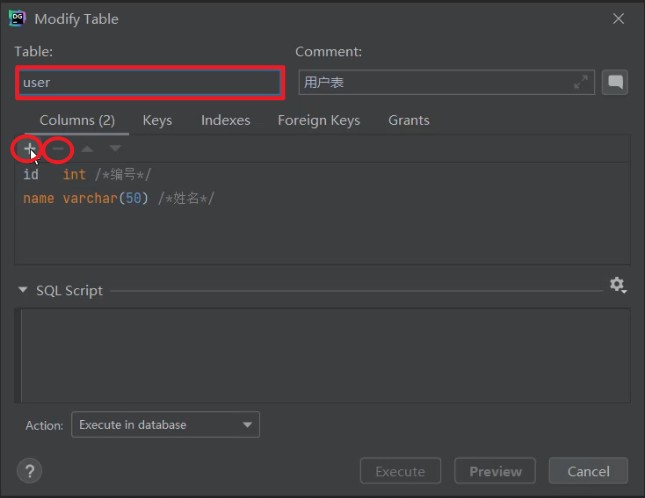 DG
Modify Table
Table:
Comment:
user
用户表
Columns (2)
Keys
Indexes
Foreign Keys
Grants
id int /*编号*/
name varchar(50) /*姓名*/
SQL Script
Action:
Execute in database
?
Execute
Preview
Cancel